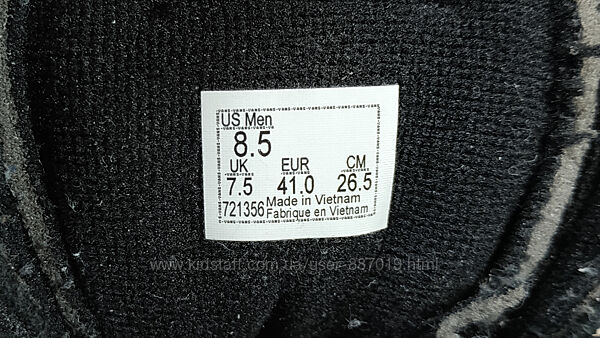 US Men
8.5
UK EUR CM
7.5 41.0 26.5
721356 Made in Vietnam
Fabrique en Vietnam
www.kidstaff.com.ua/user-887019.html